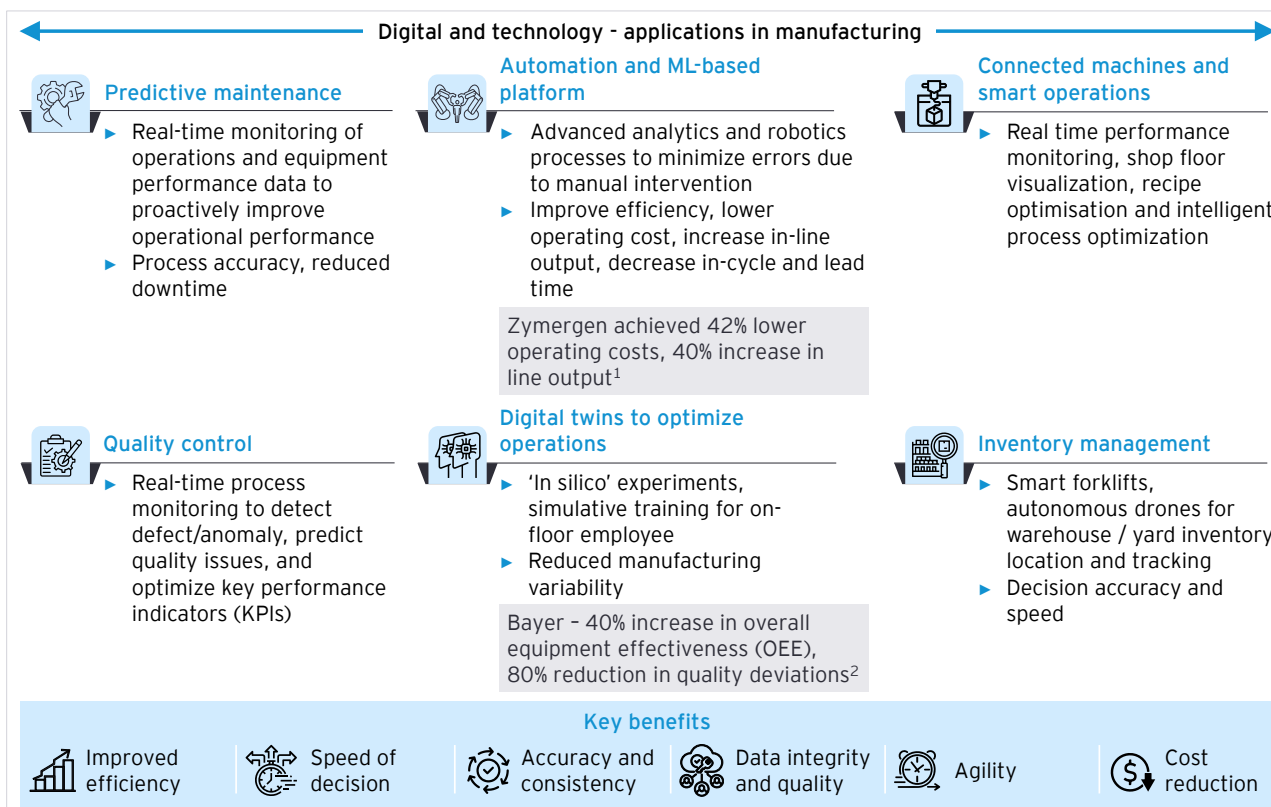 Digital and technology - applications in manufacturing
Predictive maintenance
► Real-time monitoring of
operations and equipment
performance data to
proactively improve
operational performance
► Process accuracy, reduced
downtime
Automation and ML-based
platform
► Advanced analytics and robotics
processes to minimize errors due
to manual intervention
► Improve efficiency, lower
operating cost, increase in-line
output, decrease in-cycle and lead
time
Zymergen achieved 42% lower
operating costs, 40% increase in
line output¹
Connected machines and
smart operations
► Real time performance
monitoring, shop floor
visualization, recipe
optimisation and intelligent
process optimization
Quality control
► Real-time process
monitoring to detect
defect/anomaly, predict
quality issues, and
optimize key performance
indicators (KPIs)
Digital twins to optimize
operations
► ‘In silico’ experiments,
simulative training for on-
floor employee
► Reduced manufacturing
variability
Bayer – 40% increase in overall
equipment effectiveness (OEE),
80% reduction in quality deviations²
Inventory management
► Smart forklifts,
autonomous drones for
warehouse / yard inventory
location and tracking
► Decision accuracy and
speed
Key benefits
Improved
efficiency
Speed of
decision
Accuracy and
consistency
Data integrity
and quality
Agility
Cost
reduction